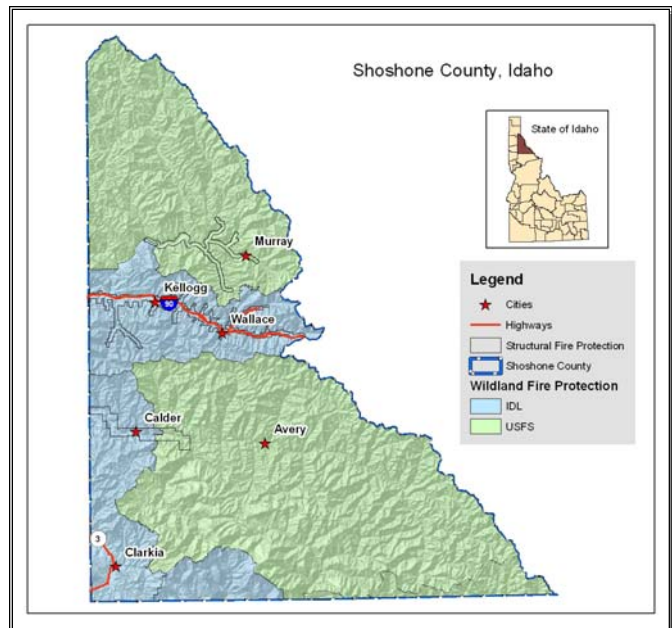 Shoshone County, Idaho
State of Idaho
Murray
Kellogg
Wallace
Calder
Avery
3
Clarkia
Legend
Cities
Highways
Structural Fire Protection
Shoshone County
Wildland Fire Protection
IDL
USFS